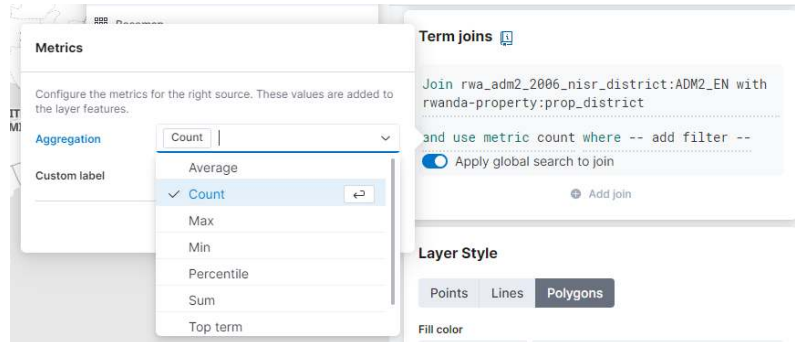 Metrics
Configure the metrics for the right source. These values are added to
the layer features.
Aggregation
Count
Custom label
Average
Count
Max
Min
Percentile
Sum
Top term
Term joins
Join rwa_adm2_2006_nisr_district:ADM2_EN with
rwanda-property:prop_district
and use metric count where -- add filter --
Apply global search to join
Add join
Layer Style
Points Lines Polygons
Fill color